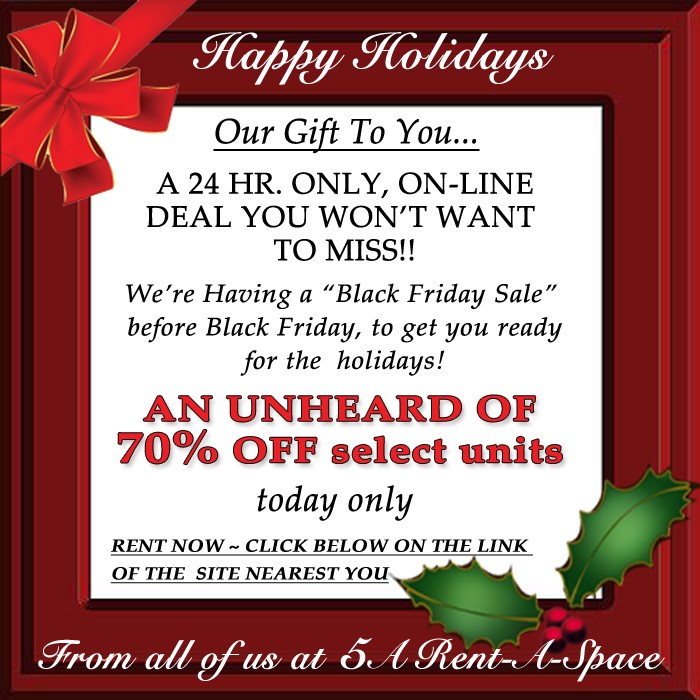 Happy Holidays
Our Gift To You...
A 24 HR. ONLY, ON-LINE
DEAL YOU WON'T WANT
TO MISS!!
We're Having a "Black Friday Sale"
before Black Friday, to get you ready
for the holidays!
AN UNHEARD OF
70% OFF select units
today only
RENT NOW ~ CLICK BELOW ON THE LINK
OF THE SITE NEAREST YOU
From all of us at 5A Rent-A-Space